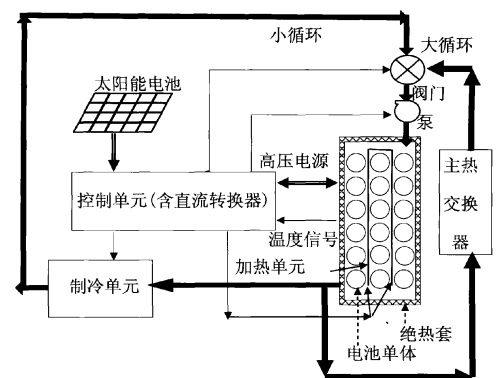 小循环
大循环
太阳能电池
阀门
泵
高压电源
主热
交换
器
控制单元(含直流转换器)
温度信号
加热单元
制冷单元
绝热套
电池单体